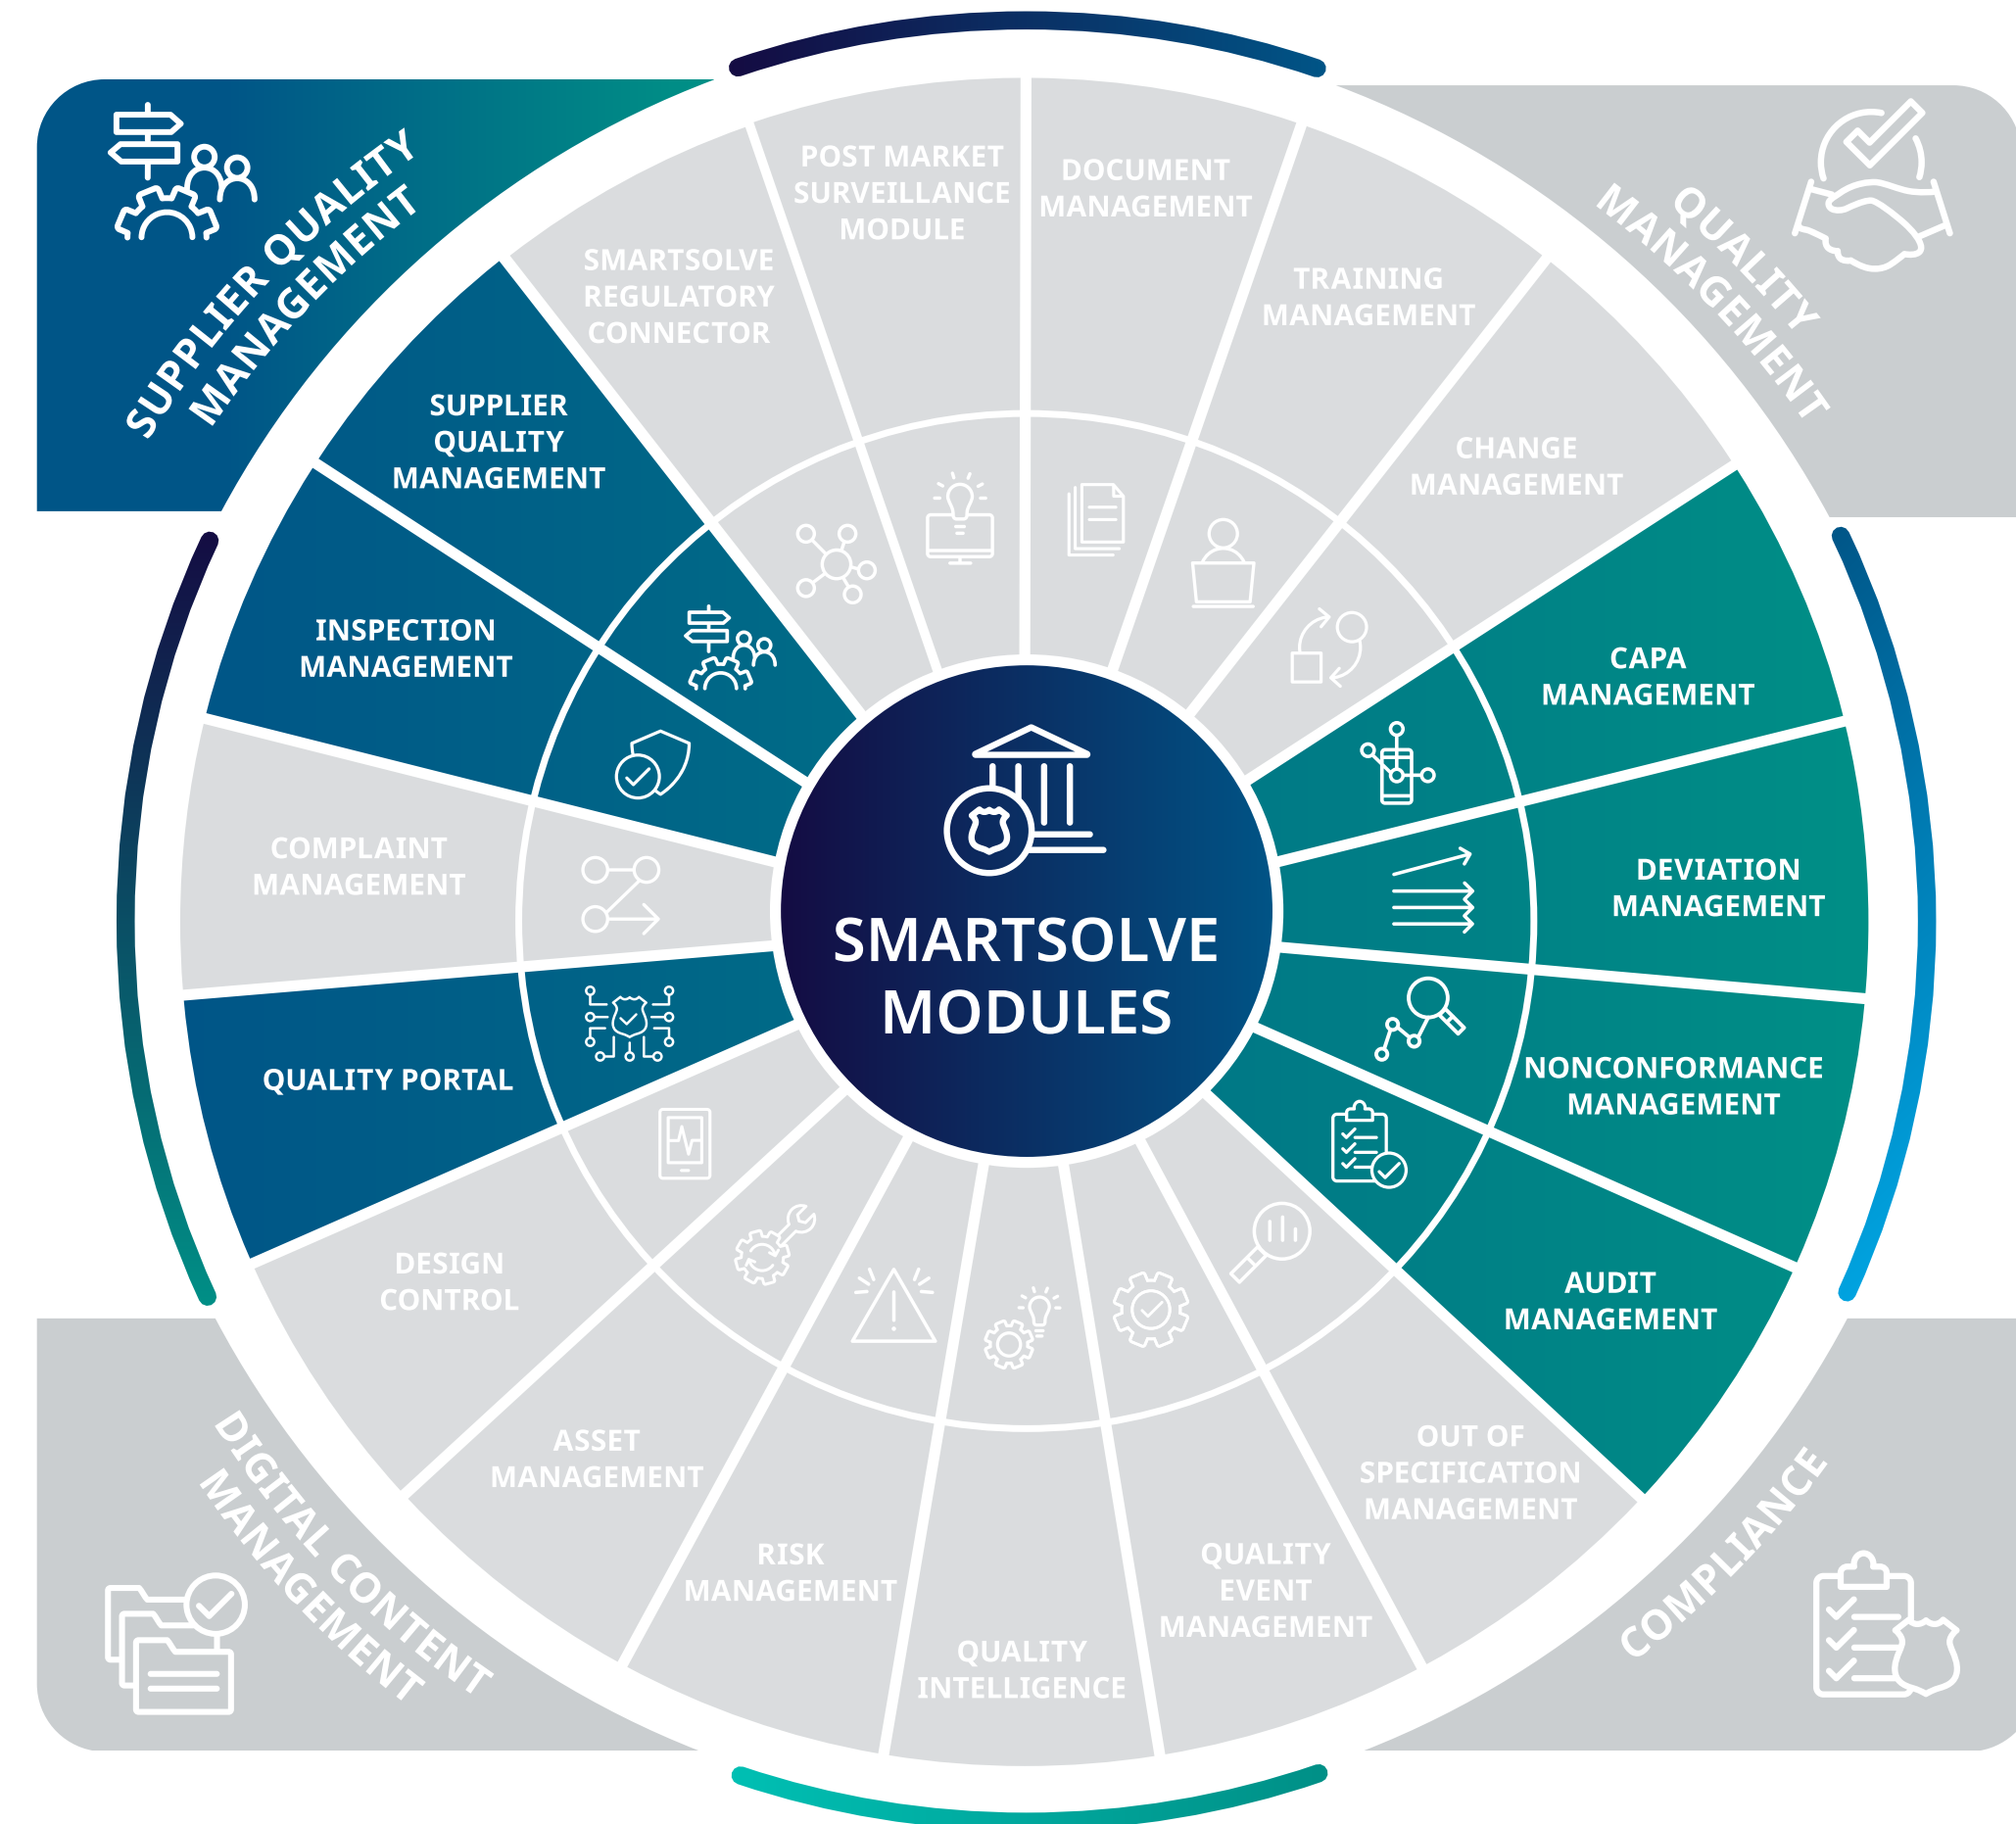 SUPPLIER QUALITY
MANAGEMENT
QUALITY
MANAGEMENT
POST MARKET
SURVEILLANCE
MODULE
DOCUMENT
MANAGEMENT
TRAINING
MANAGEMENT
CHANGE
MANAGEMENT
CAPA
MANAGEMENT
DEVIATION
MANAGEMENT
NONCONFORMANCE
MANAGEMENT
AUDIT
MANAGEMENT
OUT OF
SPECIFICATION
MANAGEMENT
QUALITY
EVENT
MANAGEMENT
QUALITY
INTELLIGENCE
RISK
MANAGEMENT
ASSET
MANAGEMENT
DESIGN
CONTROL
QUALITY PORTAL
COMPLAINT
MANAGEMENT
INSPECTION
MANAGEMENT
SUPPLIER
QUALITY
MANAGEMENT
SMARTSOLVE
REGULATORY
CONNECTOR
SMARTSOLVE
MODULES
DIGITAL CONTENT
MANAGEMENT
COMPLIANCE